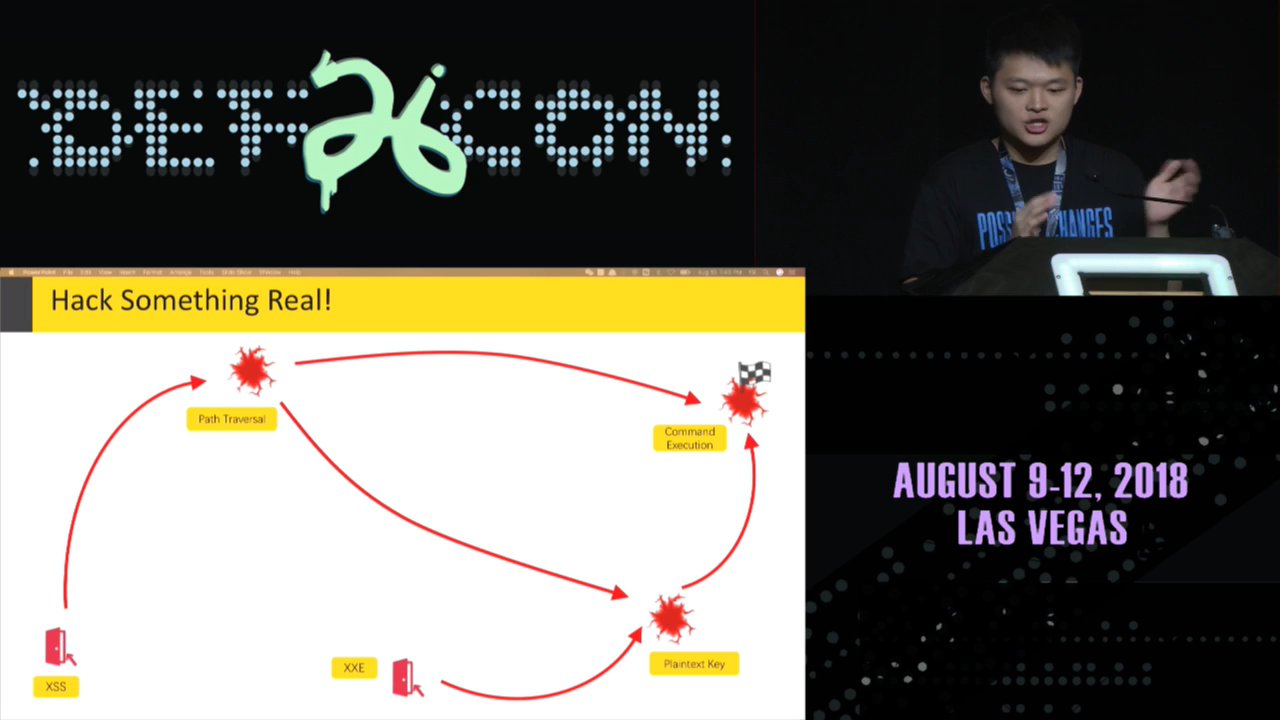 DEF CON
26
Hack Something Real!
Path Traversal
Command
Execution
XXE
Plaintext Key
XSS
AUGUST 9-12, 2018
LAS VEGAS